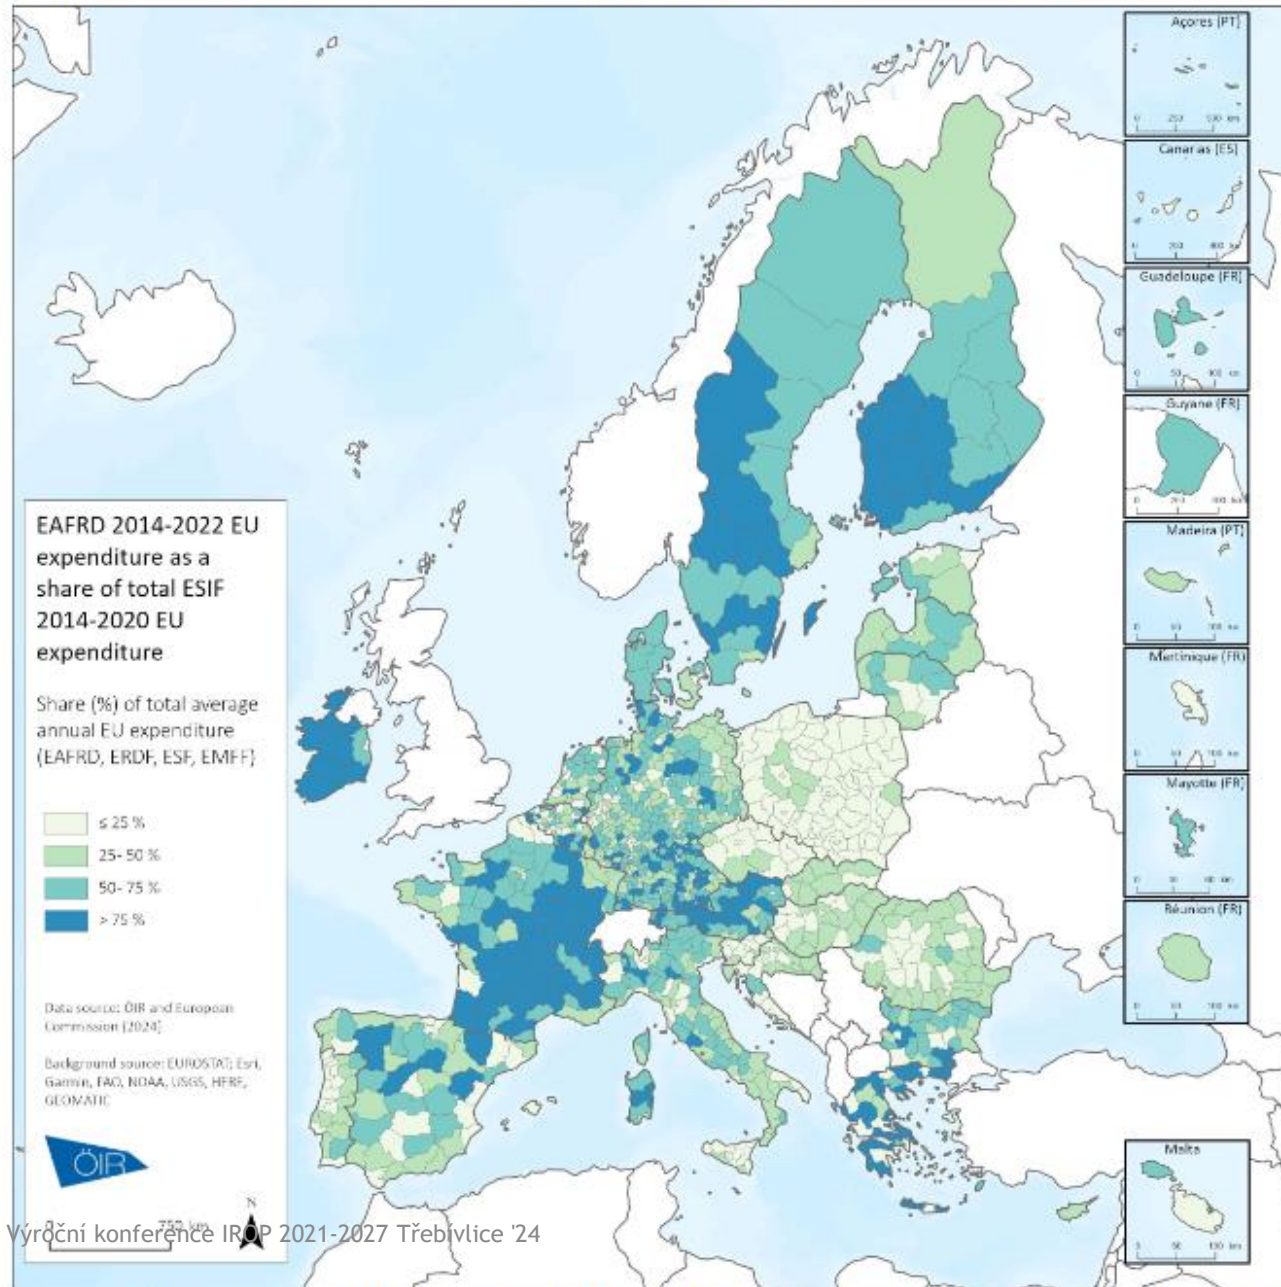 EAFRD 2014-2022 EU
expenditure as a
share of total ESIF
2014-2020 EU
expenditure
Share (%) of total average
annual EU expenditure
(EAFRD, ERDF, ESF, EMFF)
≤ 25 %
25- 50 %
50- 75 %
> 75 %
Data source: ÖIR and European
Commission (2024)
Background source: EUROSTAT; Esri,
Garmin, FAO, NOAA, USGS, HERE,
GEOMATIC
ÖIR
N
750 km
Výroční konference IROP 2021-2027 Třebívlice '24
Açores (PT)
Canarias (ES)
Guadeloupe (FR)
Guyane (FR)
Madeira (PT)
Martinique (FR)
Mayotte (FR)
Réunion (FR)
Malta